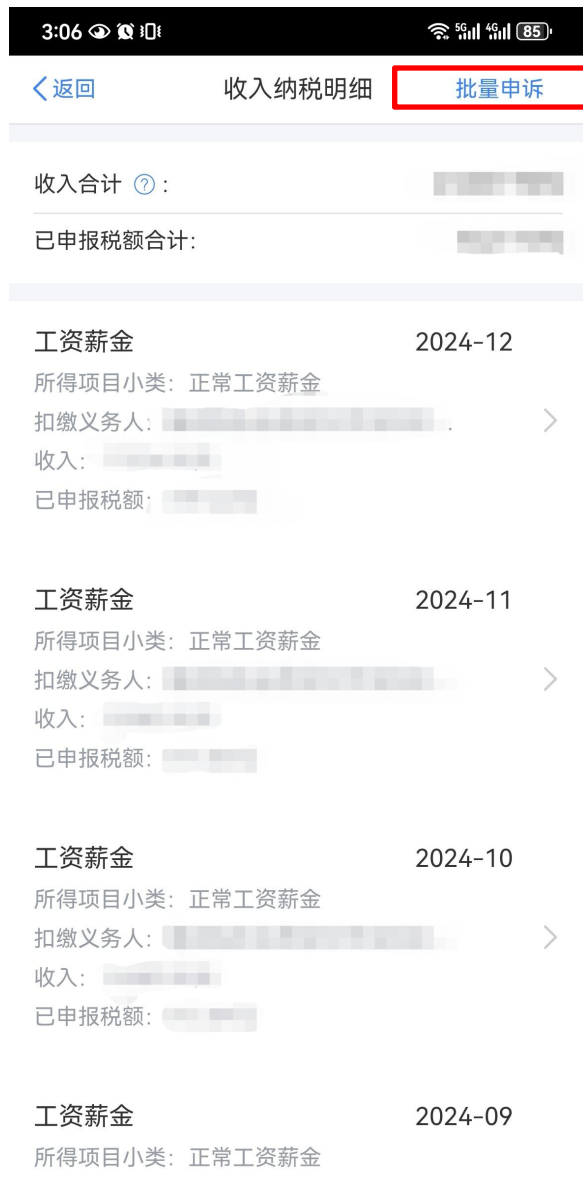 3:06
5G 4G 85
返回 收入纳税明细 批量申诉
收入合计 ? :
已申报税额合计:
工资薪金 2024-12
所得项目小类: 正常工资薪金
扣缴义务人:
收入:
已申报税额:
工资薪金 2024-11
所得项目小类: 正常工资薪金
扣缴义务人:
收入:
已申报税额:
工资薪金 2024-10
所得项目小类: 正常工资薪金
扣缴义务人:
收入:
已申报税额:
工资薪金 2024-09
所得项目小类: 正常工资薪金